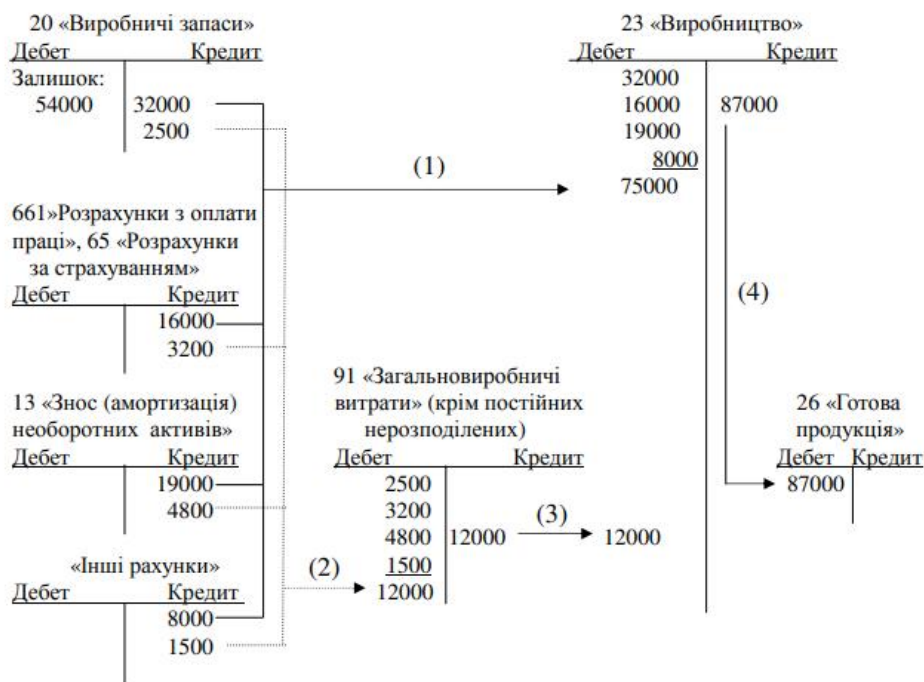 20 «Виробничі запаси»
Дебет Кредит
Залишок:
54000 32000
2500
23 «Виробництво»
Дебет Кредит
32000
16000 87000
19000
8000
75000
(1)
661»Розрахунки з оплати
праці», 65 «Розрахунки
за страхуванням»
Дебет Кредит
16000
3200
(4)
13 «Знос (амортизація)
необоротних активів»
Дебет Кредит
19000
4800
91 «Загальновиробничі
витрати» (крім постійних
нерозподілених)
Дебет Кредит
2500
3200
4800 12000 (3) 12000
1500
12000
26 «Готова
продукція»
Дебет Кредит
87000
«Інші рахунки» (2)
Дебет Кредит
8000
1500